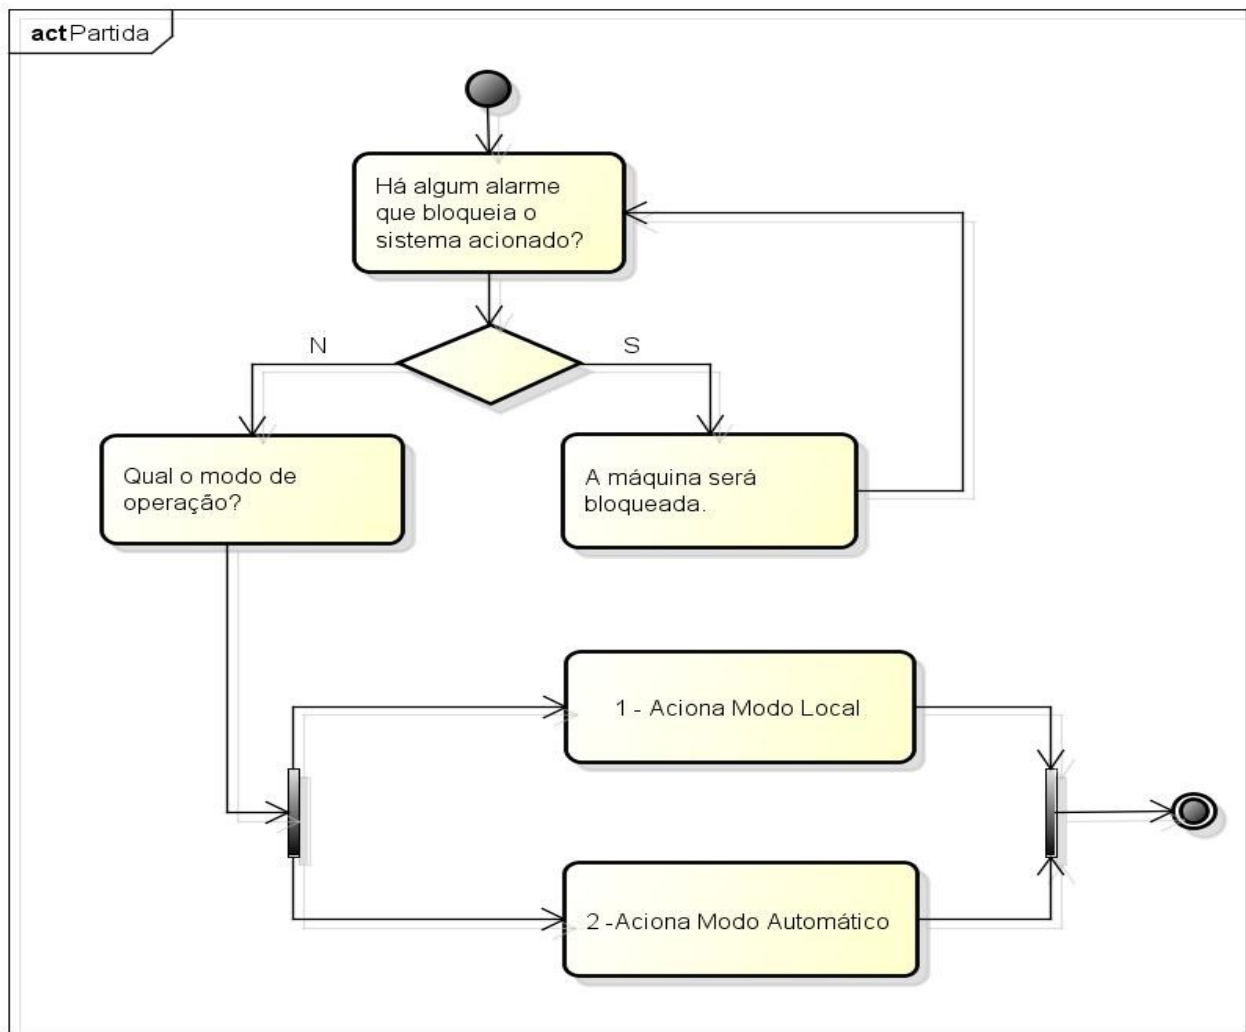 act Partida
Há algum alarme
que bloqueia o
sistema acionado?
N
S
Qual o modo de
operação?
A máquina será
bloqueada.
1 - Aciona Modo Local
2 -Aciona Modo Automático